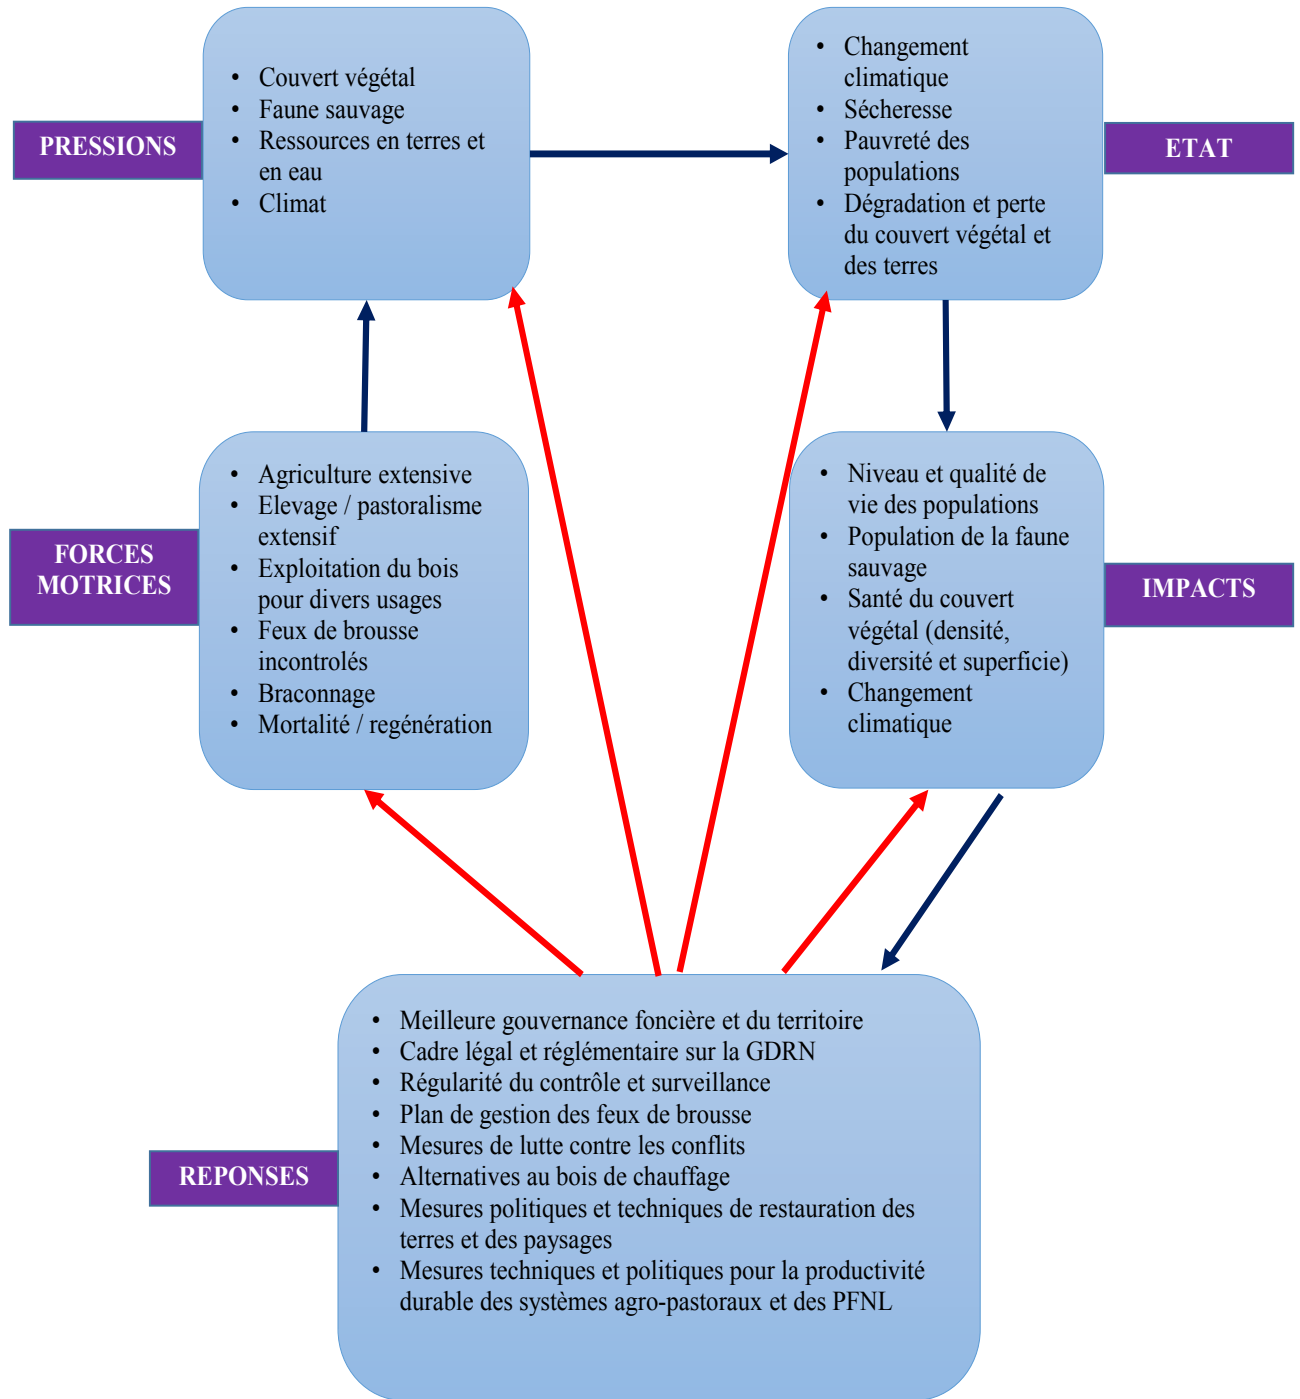 PRESSIONS
• Couvert végétal
• Faune sauvage
• Ressources en terres et
en eau
• Climat
• Changement
climatique
• Sécheresse
• Pauvreté des
populations
• Dégradation et perte
du couvert végétal et
des terres
ETAT
FORCES
MOTRICES
• Agriculture extensive
• Elevage / pastoralisme
extensif
• Exploitation du bois
pour divers usages
• Feux de brousse
incontrolés
• Braconnage
• Mortalité / regénération
• Niveau et qualité de
vie des populations
• Population de la faune
sauvage
• Santé du couvert
végétal (densité,
diversité et superficie)
• Changement
climatique
IMPACTS
REPONSES
• Meilleure gouvernance foncière et du territoire
• Cadre légal et réglémentaire sur la GDRN
• Régularité du contrôle et surveillance
• Plan de gestion des feux de brousse
• Mesures de lutte contre les conflits
• Alternatives au bois de chauffage
• Mesures politiques et techniques de restauration des
terres et des paysages
• Mesures techniques et politiques pour la productivité
durable des systèmes agro-pastoraux et des PFNL